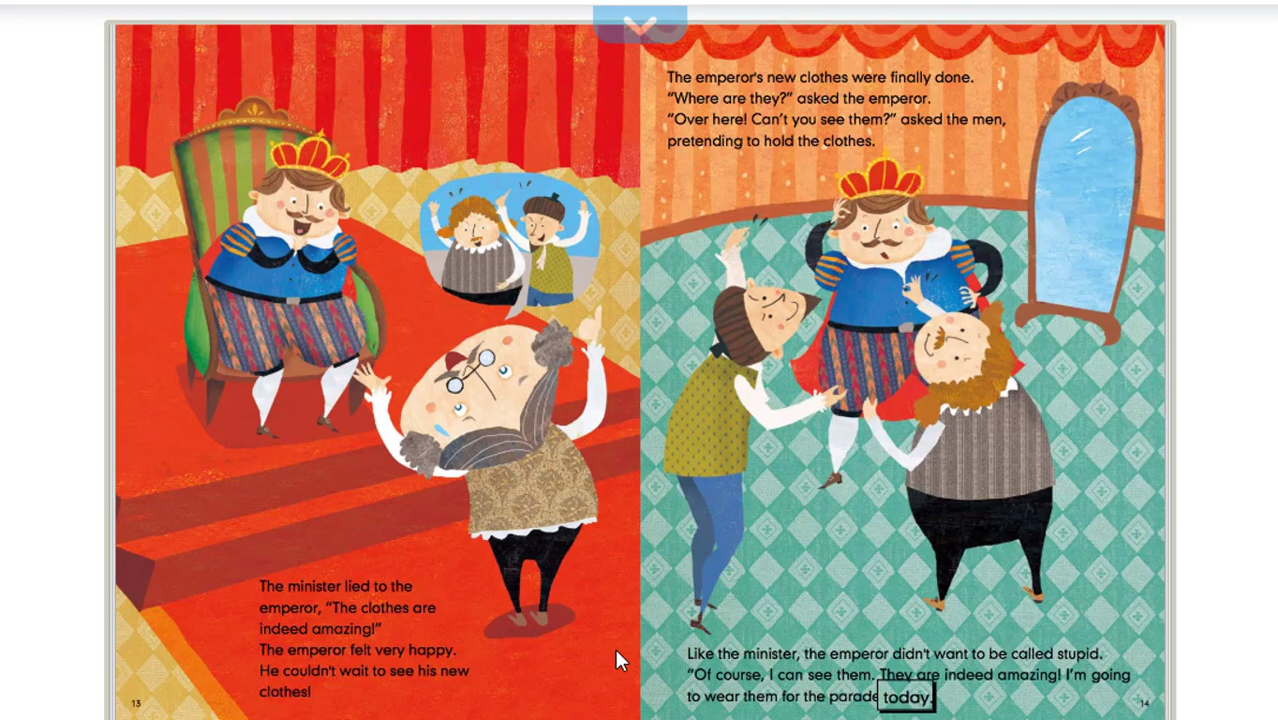 The minister lied to the
emperor, “The clothes are
indeed amazing!”
The emperor felt very happy.
He couldn't wait to see his new
clothes!
13
The emperor's new clothes were finally done.
“Where are they?” asked the emperor.
“Over here! Can't you see them?” asked the men,
pretending to hold the clothes.
Like the minister, the emperor didn't want to be called stupid.
“Of course, I can see them. They are indeed amazing! I'm going
to wear them for the parade today.
14